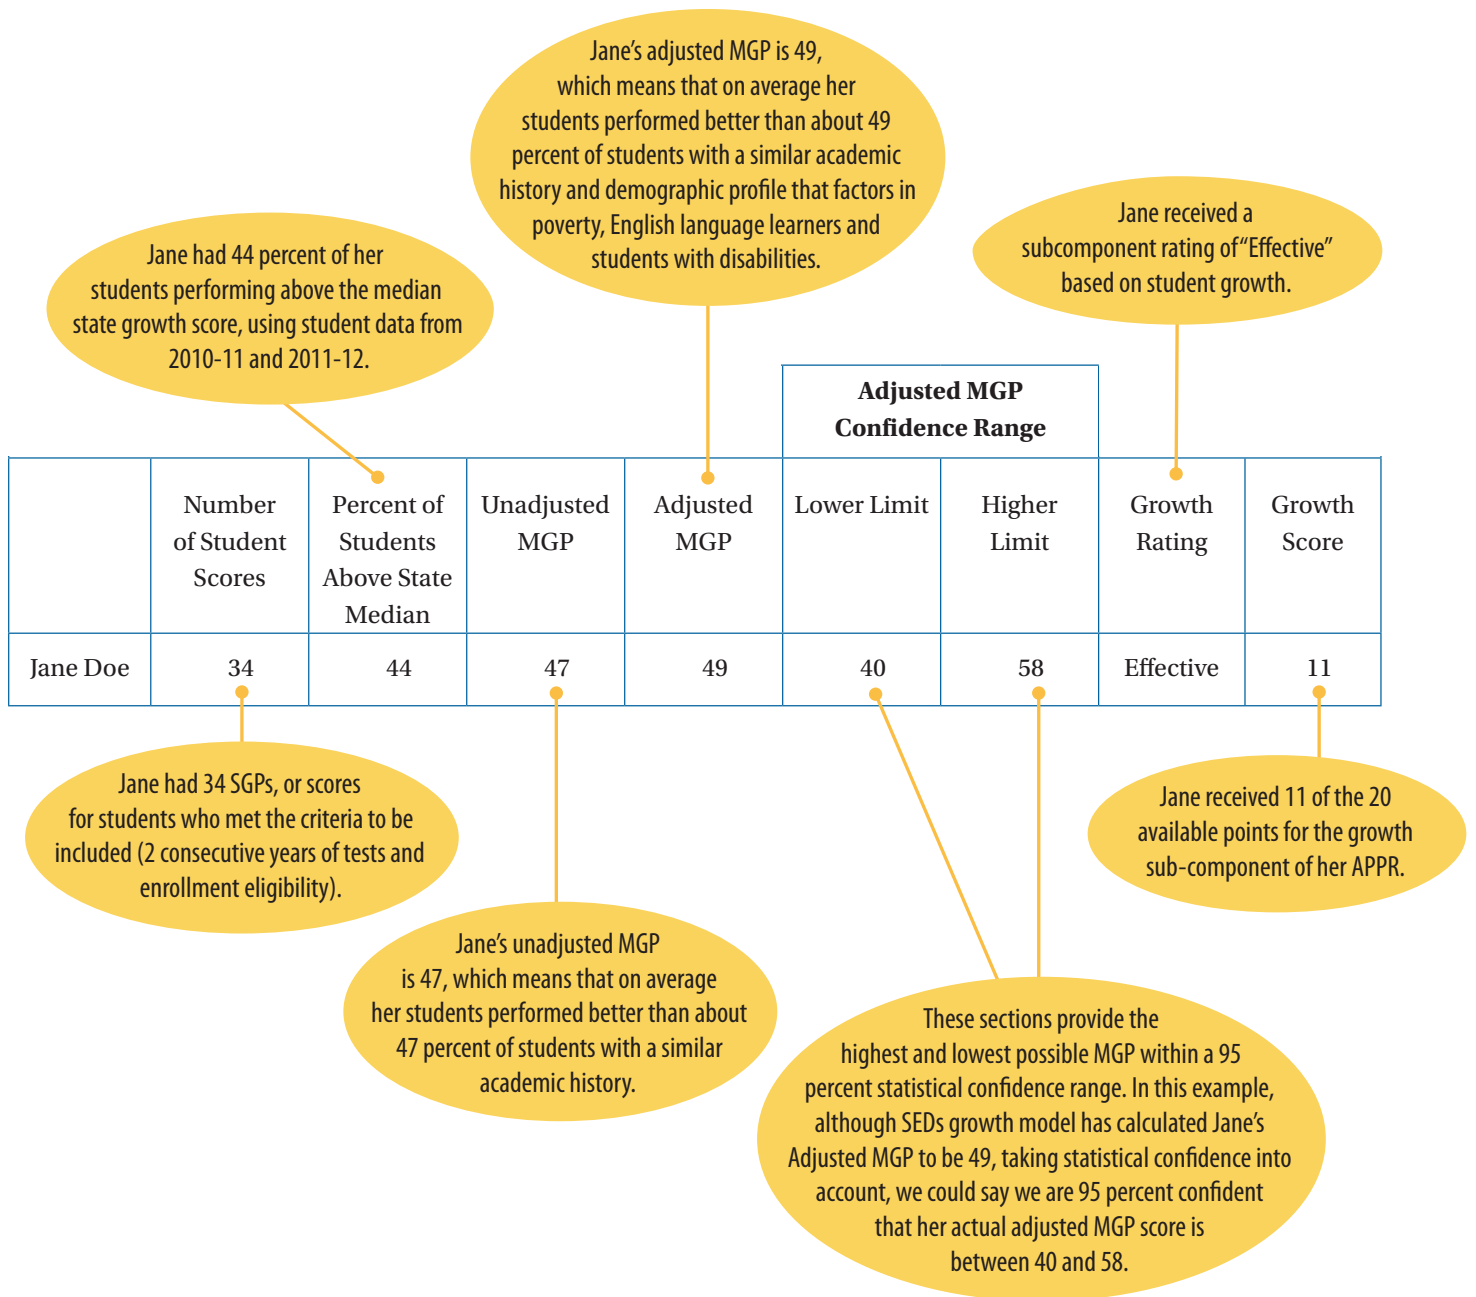 Jane's adjusted MGP is 49,
which means that on average her
students performed better than about 49
percent of students with a similar academic
history and demographic profile that factors in
poverty, English language learners and
students with disabilities.
Jane received a
subcomponent rating of “Effective”
based on student growth.
Jane had 44 percent of her
students performing above the median
state growth score, using student data from
2010-11 and 2011-12.
Adjusted MGP
Confidence Range
Number
of Student
Scores
Percent of
Students
Above State
Median
Unadjusted
MGP
Adjusted
MGP
Lower Limit
Higher
Limit
Growth
Rating
Growth
Score
Jane Doe 34 44 47 49 40 58 Effective 11
Jane had 34 SGPs, or scores
for students who met the criteria to be
included (2 consecutive years of tests and
enrollment eligibility).
Jane received 11 of the 20
available points for the growth
sub-component of her APPR.
Jane's unadjusted MGP
is 47, which means that on average
her students performed better than about
47 percent of students with a similar
academic history.
These sections provide the
highest and lowest possible MGP within a 95
percent statistical confidence range. In this example,
although SEDs growth model has calculated Jane's
Adjusted MGP to be 49, taking statistical confidence into
account, we could say we are 95 percent confident
that her actual adjusted MGP score is
between 40 and 58.